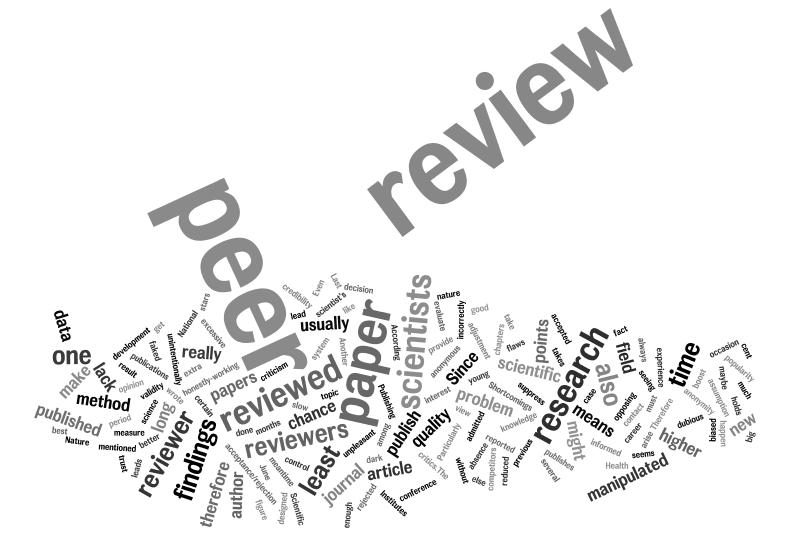 review
peer
paper
scientists
research
reviewed
reviewers
reviewer
findings
least
time
one
data
make
lack
method
published
best
Nature
mentioned
trust
leads
better
measure
period
opinion
result
development
get
faked
publications
unintentionally
National
stars
excessive
really
extra
honestly-working
validity
wrote
science
long
certain
papers
criticism
lead
usually
credibility
Even
scientist's
Last
decision
like
system
Another
According
slow
topic
chance
done
months
control
unpleasant
Publishing
among
publish
quality
dark
article
journal
therefore
author
acceptance/rejection
meantime
June
figure
designed
Scientific
enough
rejected
Institutes
conference
critics.The
Particularly
view
interest
young
Since
anonymous
provide
evaluate
nature
incorrectly
good
adjustment
chapters
take
flaws
scientific
points
accepted
takes
suppress
Shortcomings
problem
knowledge
admitted
reported
absence
without
else
competitors
reduced
previous
several
publishes
might
means
case
also
field
fact
always
seeing
experience
opposing
contact
must
career
informed
Health
seems
arise
Therefore
manipulated
higher
dubious
biased
anonymity
assumption
boost
maybe
holds
happen
new
big
much
popularity
occasion
cent